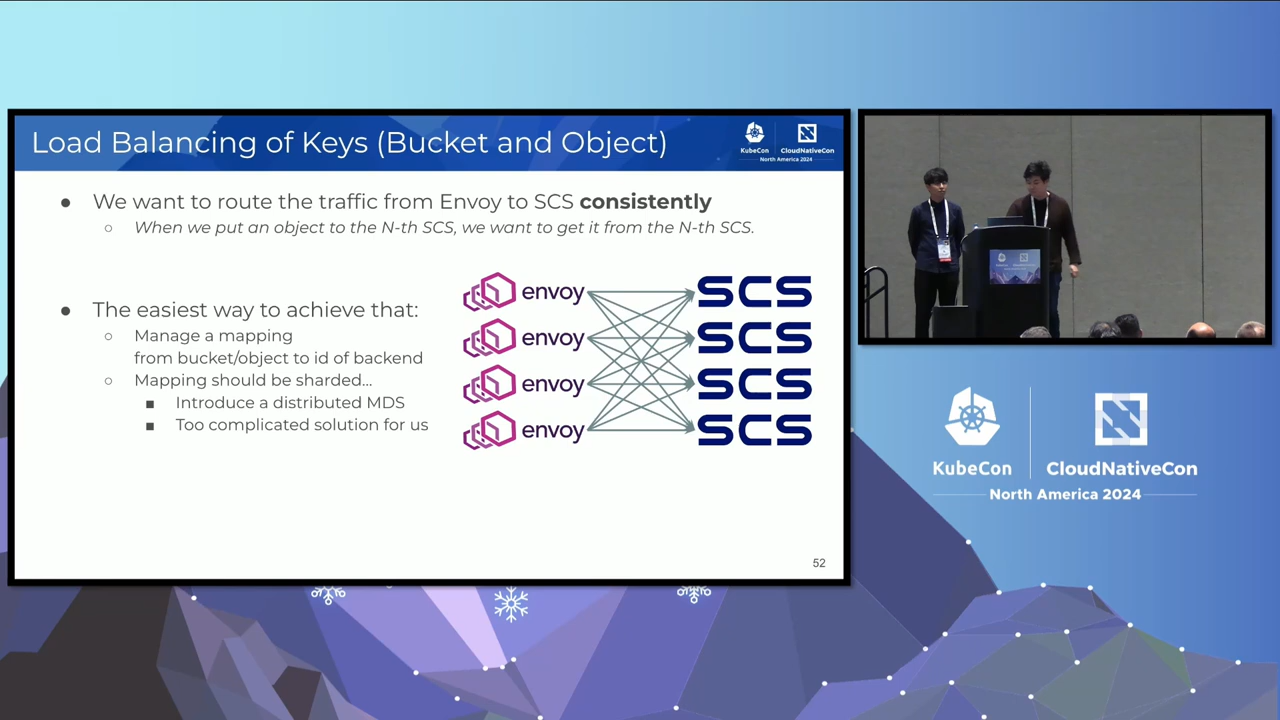 Load Balancing of Keys (Bucket and Object)
KubeCon
CloudNativeCon
North America 2024
● We want to route the traffic from Envoy to SCS consistently
○ When we put an object to the N-th SCS, we want to get it from the N-th SCS.
● The easiest way to achieve that:
○ Manage a mapping
from bucket/object to id of backend
○ Mapping should be sharded...
■ Introduce a distributed MDS
■ Too complicated solution for us
envoy
SCS
envoy
SCS
envoy
SCS
envoy
SCS
52
KubeCon
CloudNativeCon
North America 2024